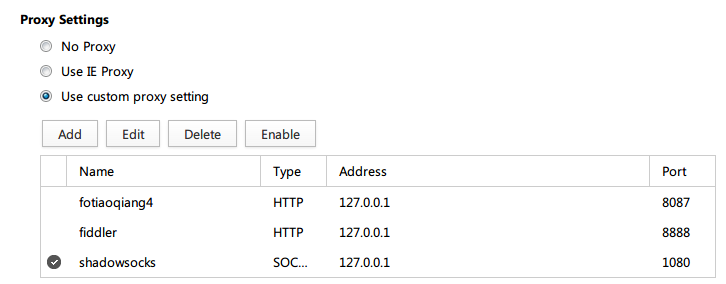 Proxy Settings
No Proxy
Use IE Proxy
Use custom proxy setting
Add Edit Delete Enable
Name Type Address Port
fotiaoqiang4 HTTP 127.0.0.1 8087
fiddler HTTP 127.0.0.1 8888
shadowsocks SOC... 127.0.0.1 1080